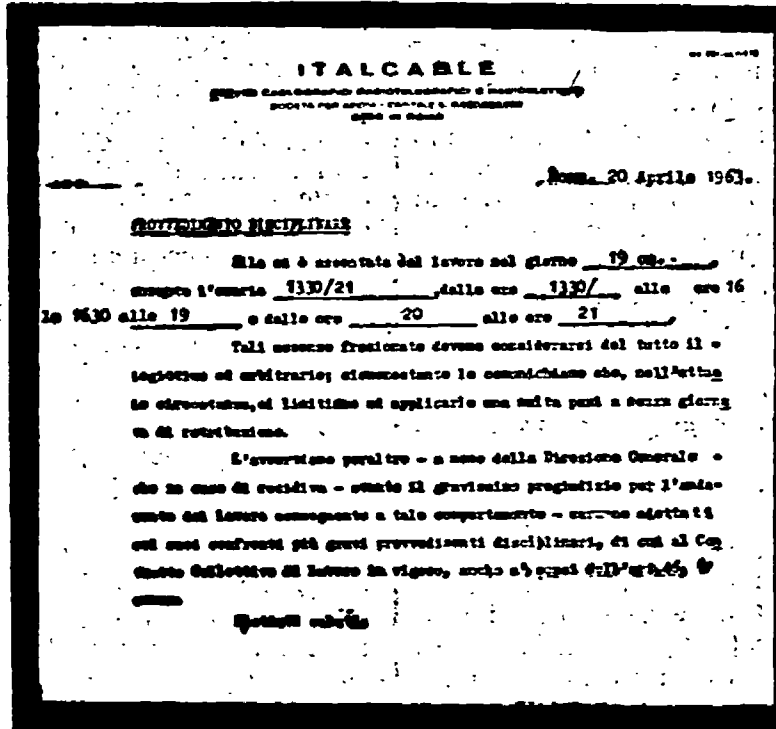 ITALCABLE
SEDE IN ROMA
Roma, 20 Aprile 1963.
PROVVEDIMENTO DISCIPLINARE
Ella si è assentata dal lavoro nel giorno 19 co..
durante l'orario 1330/21 dalle ore 1330/ alle ore 16
le 1630 alle 19 e dalle ore 20 alle ore 21
Tali assenze frazionate devono considerarsi del tutto il
legittime ed arbitrarie; ciononostante le comunichiamo che, nell'attua
le circostanza, ci limitiamo ad applicarle una multa pari a mezza giorna
ta di retribuzione.
L'avvertiamo peraltro - a nome della Direzione Generale -
che in caso di recidiva - stante il gravissimo pregiudizio per l'anda-
mento del lavoro conseguente a tale comportamento - saranno adottati
nei suoi confronti più gravi provvedimenti disciplinari, di cui al Con
tratto Collettivo di lavoro in vigore, anche ai sensi dell'art.
Distinti saluti